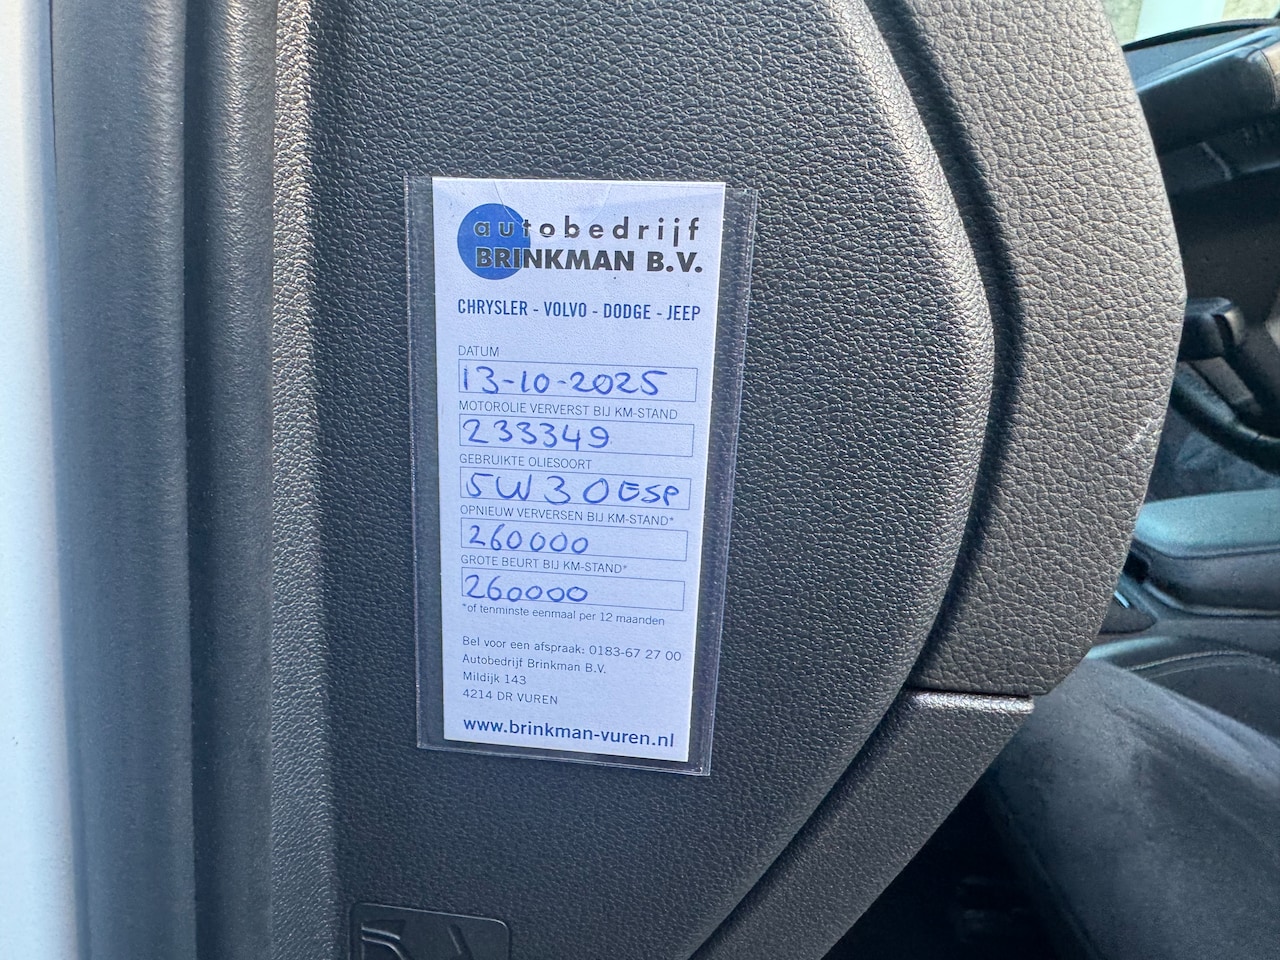 autobedrijf
BRINKMAN B.V.
CHRYSLER - VOLVO - DODGE - JEEP
DATUM
13-10-2025
MOTOROLIE VERVERST BIJ KM-STAND
233349
GEBRUIKTE OLIESOORT
5W30 ESP
OPNIEUW VERVERSEN BIJ KM-STAND*
260000
GROTE BEURT BIJ KM-STAND*
260000
*of tenminste eenmaal per 12 maanden
Bel voor een afspraak: 0183-67 27 00
Autobedrijf Brinkman B.V.
Mildijk 143
4214 DR VUREN
www.brinkman-vuren.nl